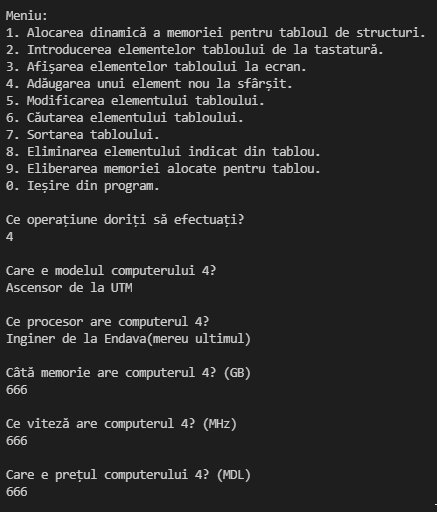 Meniu:
1. Alocarea dinamică a memoriei pentru tabloul de structuri.
2. Introducerea elementelor tabloului de la tastatură.
3. Afișarea elementelor tabloului la ecran.
4. Adăugarea unui element nou la sfârșit.
5. Modificarea elementului tabloului.
6. Căutarea elementului tabloului.
7. Sortarea tabloului.
8. Eliminarea elementului indicat din tablou.
9. Eliberarea memoriei alocate pentru tablou.
0. Ieșire din program.
Ce operațiune doriți să efectuați?
4
Care e modelul computerului 4?
Ascensor de la UTM
Ce procesor are computerul 4?
Inginer de la Endava(mereu ultimul)
Câtă memorie are computerul 4? (GB)
666
Ce viteză are computerul 4? (MHz)
666
Care e prețul computerului 4? (MDL)
666